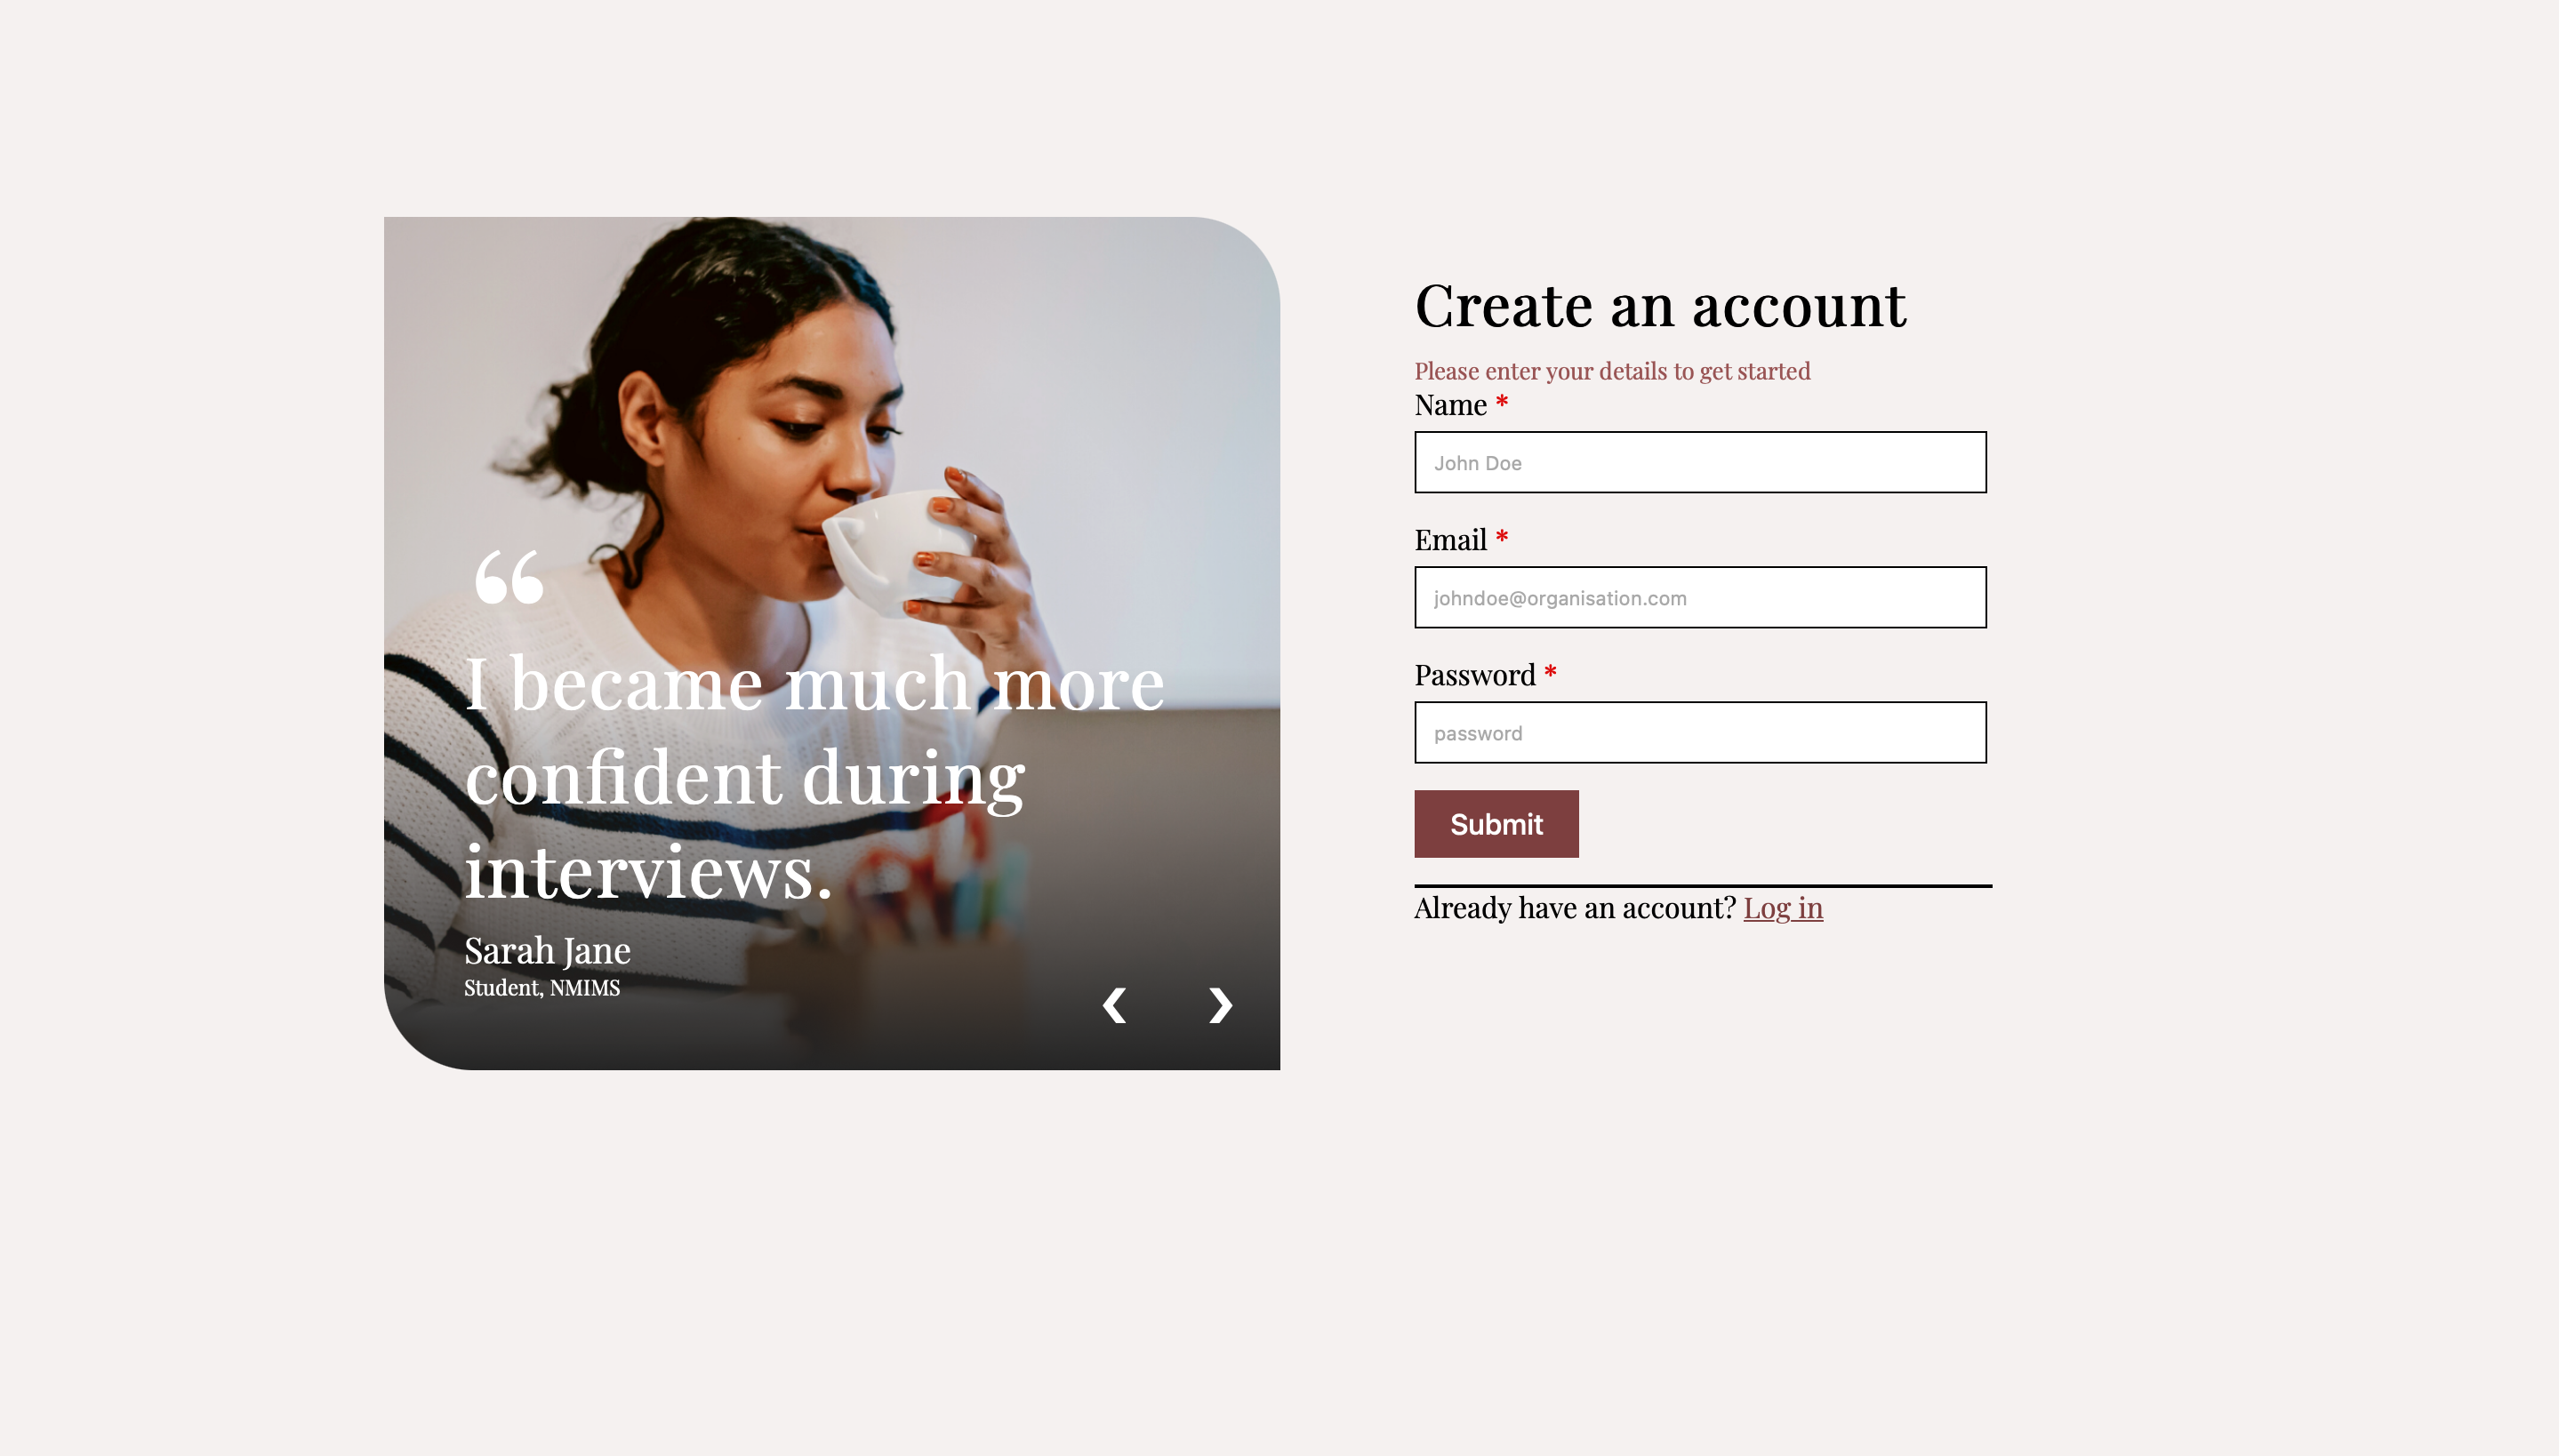 “
I became much more
confident during
interviews.
Sarah Jane
Student, NMIMS
❮ ❯
Create an account
Please enter your details to get started
Name *
John Doe
Email *
johndoe@organisation.com
Password *
password
Submit
Already have an account? Log in